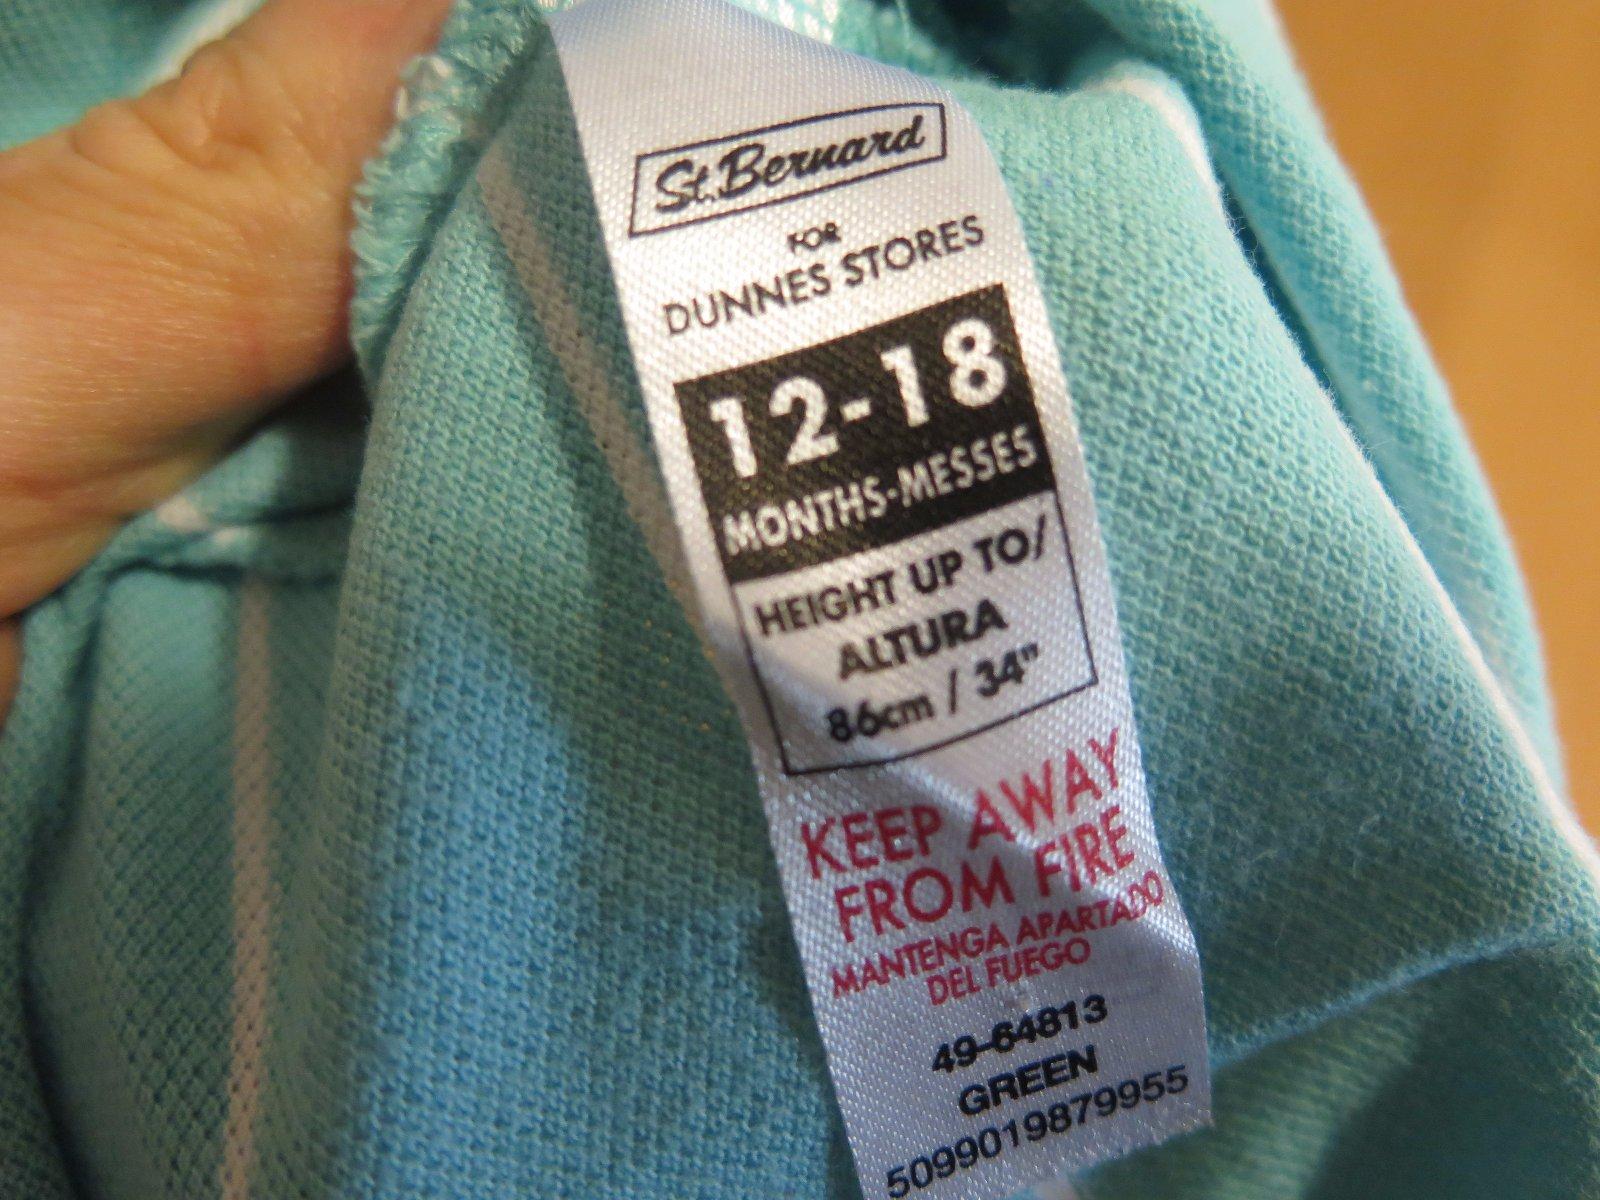 St. Bernard
FOR
DUNNES STORES
12-18
MONTHS-MESSES
HEIGHT UP TO/
ALTURA
86cm / 34"
KEEP AWAY
FROM FIRE
MANTENGA APARTADO
DEL FUEGO
49-64813
GREEN
5099019879955